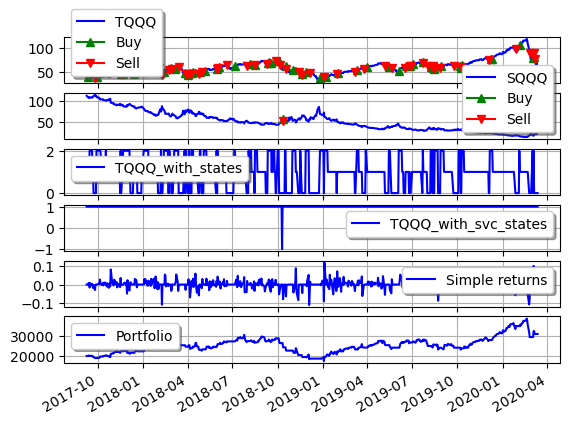 TQQQ
Buy
Sell
100
50
SQQQ
Buy
Sell
100
50
2
TQQQ_with_states
0
1
0
TQQQ_with_svc_states
−1
0.1
Simple returns
0.0
−0.1
Portfolio
30000
20000
2017-10
2018-01
2018-04
2018-07
2018-10
2019-01
2019-04
2019-07
2019-10
2020-01
2020-04